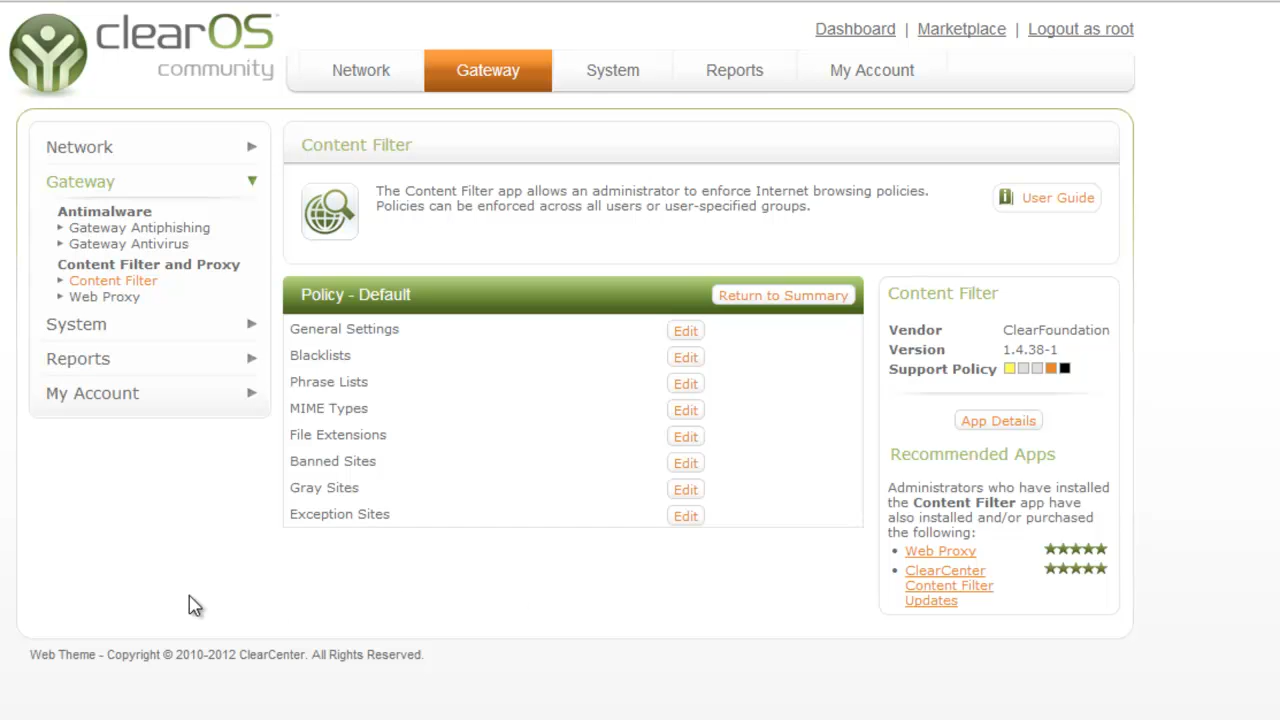 clearOS
community
Dashboard | Marketplace | Logout as root
Network Gateway System Reports My Account
Network
Gateway
Antimalware
Gateway Antiphishing
Gateway Antivirus
Content Filter and Proxy
Content Filter
Web Proxy
System
Reports
My Account
Content Filter
The Content Filter app allows an administrator to enforce Internet browsing policies.
Policies can be enforced across all users or user-specified groups.
User Guide
Policy - Default Return to Summary
General Settings Edit
Blacklists Edit
Phrase Lists Edit
MIME Types Edit
File Extensions Edit
Banned Sites Edit
Gray Sites Edit
Exception Sites Edit
Content Filter
Vendor ClearFoundation
Version 1.4.38-1
Support Policy
App Details
Recommended Apps
Administrators who have installed
the Content Filter app have
also installed and/or purchased
the following:
• Web Proxy
• ClearCenter
Content Filter
Updates
Web Theme - Copyright © 2010-2012 ClearCenter. All Rights Reserved.